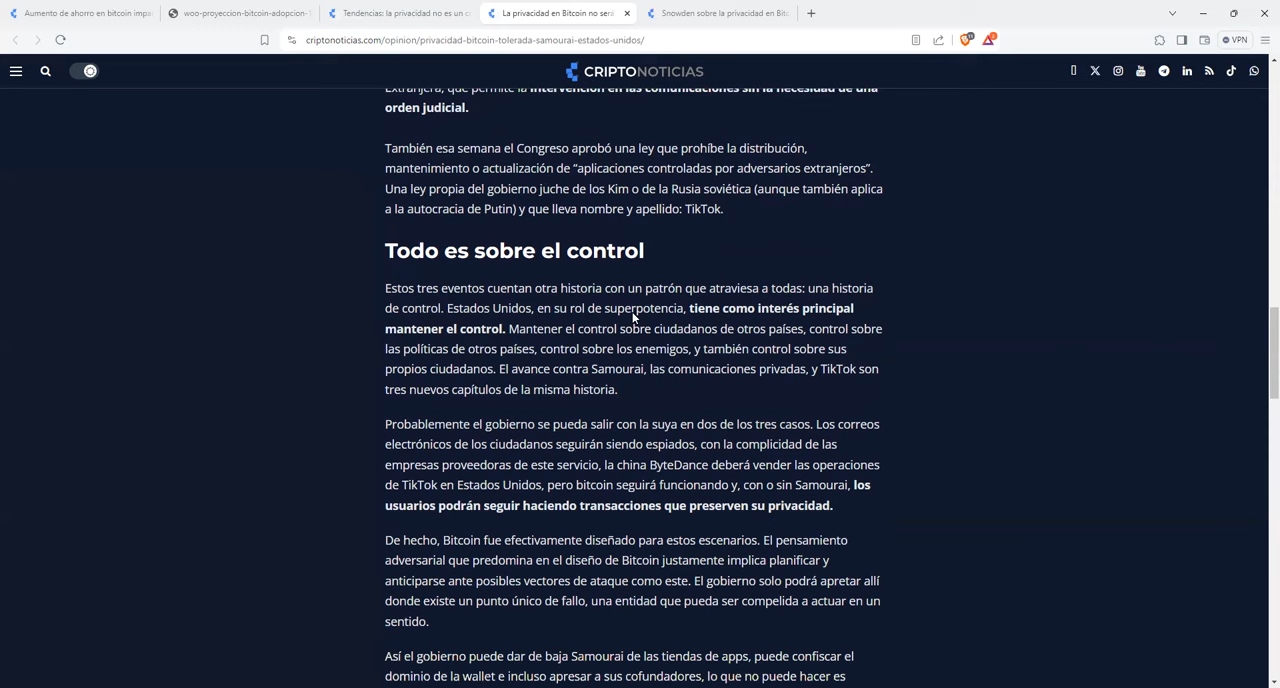 Aumento de ahorro en bitcoin impa
woo-proyeccion-bitcoin-adopcion-
Tendencias: la privacidad no es un c
La privacidad en Bitcoin no será
Snowden sobre la privacidad en Bitc
criptonoticias.com/opinion/privacidad-bitcoin-tolerada-samourai-estados-unidos/
VPN
CRIPTONOTICIAS
Extranjera, que permite la intervención en las comunicaciones sin la necesidad de una
orden judicial.
También esa semana el Congreso aprobó una ley que prohíbe la distribución,
mantenimiento o actualización de “aplicaciones controladas por adversarios extranjeros”.
Una ley propia del gobierno juche de los Kim o de la Rusia soviética (aunque también aplica
a la autocracia de Putin) y que lleva nombre y apellido: TikTok.
Todo es sobre el control
Estos tres eventos cuentan otra historia con un patrón que atraviesa a todas: una historia
de control. Estados Unidos, en su rol de superpotencia, tiene como interés principal
mantener el control. Mantener el control sobre ciudadanos de otros países, control sobre
las políticas de otros países, control sobre los enemigos, y también control sobre sus
propios ciudadanos. El avance contra Samourai, las comunicaciones privadas, y TikTok son
tres nuevos capítulos de la misma historia.
Probablemente el gobierno se pueda salir con la suya en dos de los tres casos. Los correos
electrónicos de los ciudadanos seguirán siendo espiados, con la complicidad de las
empresas proveedoras de este servicio, la china ByteDance deberá vender las operaciones
de TikTok en Estados Unidos, pero bitcoin seguirá funcionando y, con o sin Samourai, los
usuarios podrán seguir haciendo transacciones que preserven su privacidad.
De hecho, Bitcoin fue efectivamente diseñado para estos escenarios. El pensamiento
adversarial que predomina en el diseño de Bitcoin justamente implica planificar y
anticiparse ante posibles vectores de ataque como este. El gobierno solo podrá apretar allí
donde existe un punto único de fallo, una entidad que pueda ser compelida a actuar en un
sentido.
Así el gobierno puede dar de baja Samourai de las tiendas de apps, puede confiscar el
dominio de la wallet e incluso apresar a sus cofundadores, lo que no puede hacer es